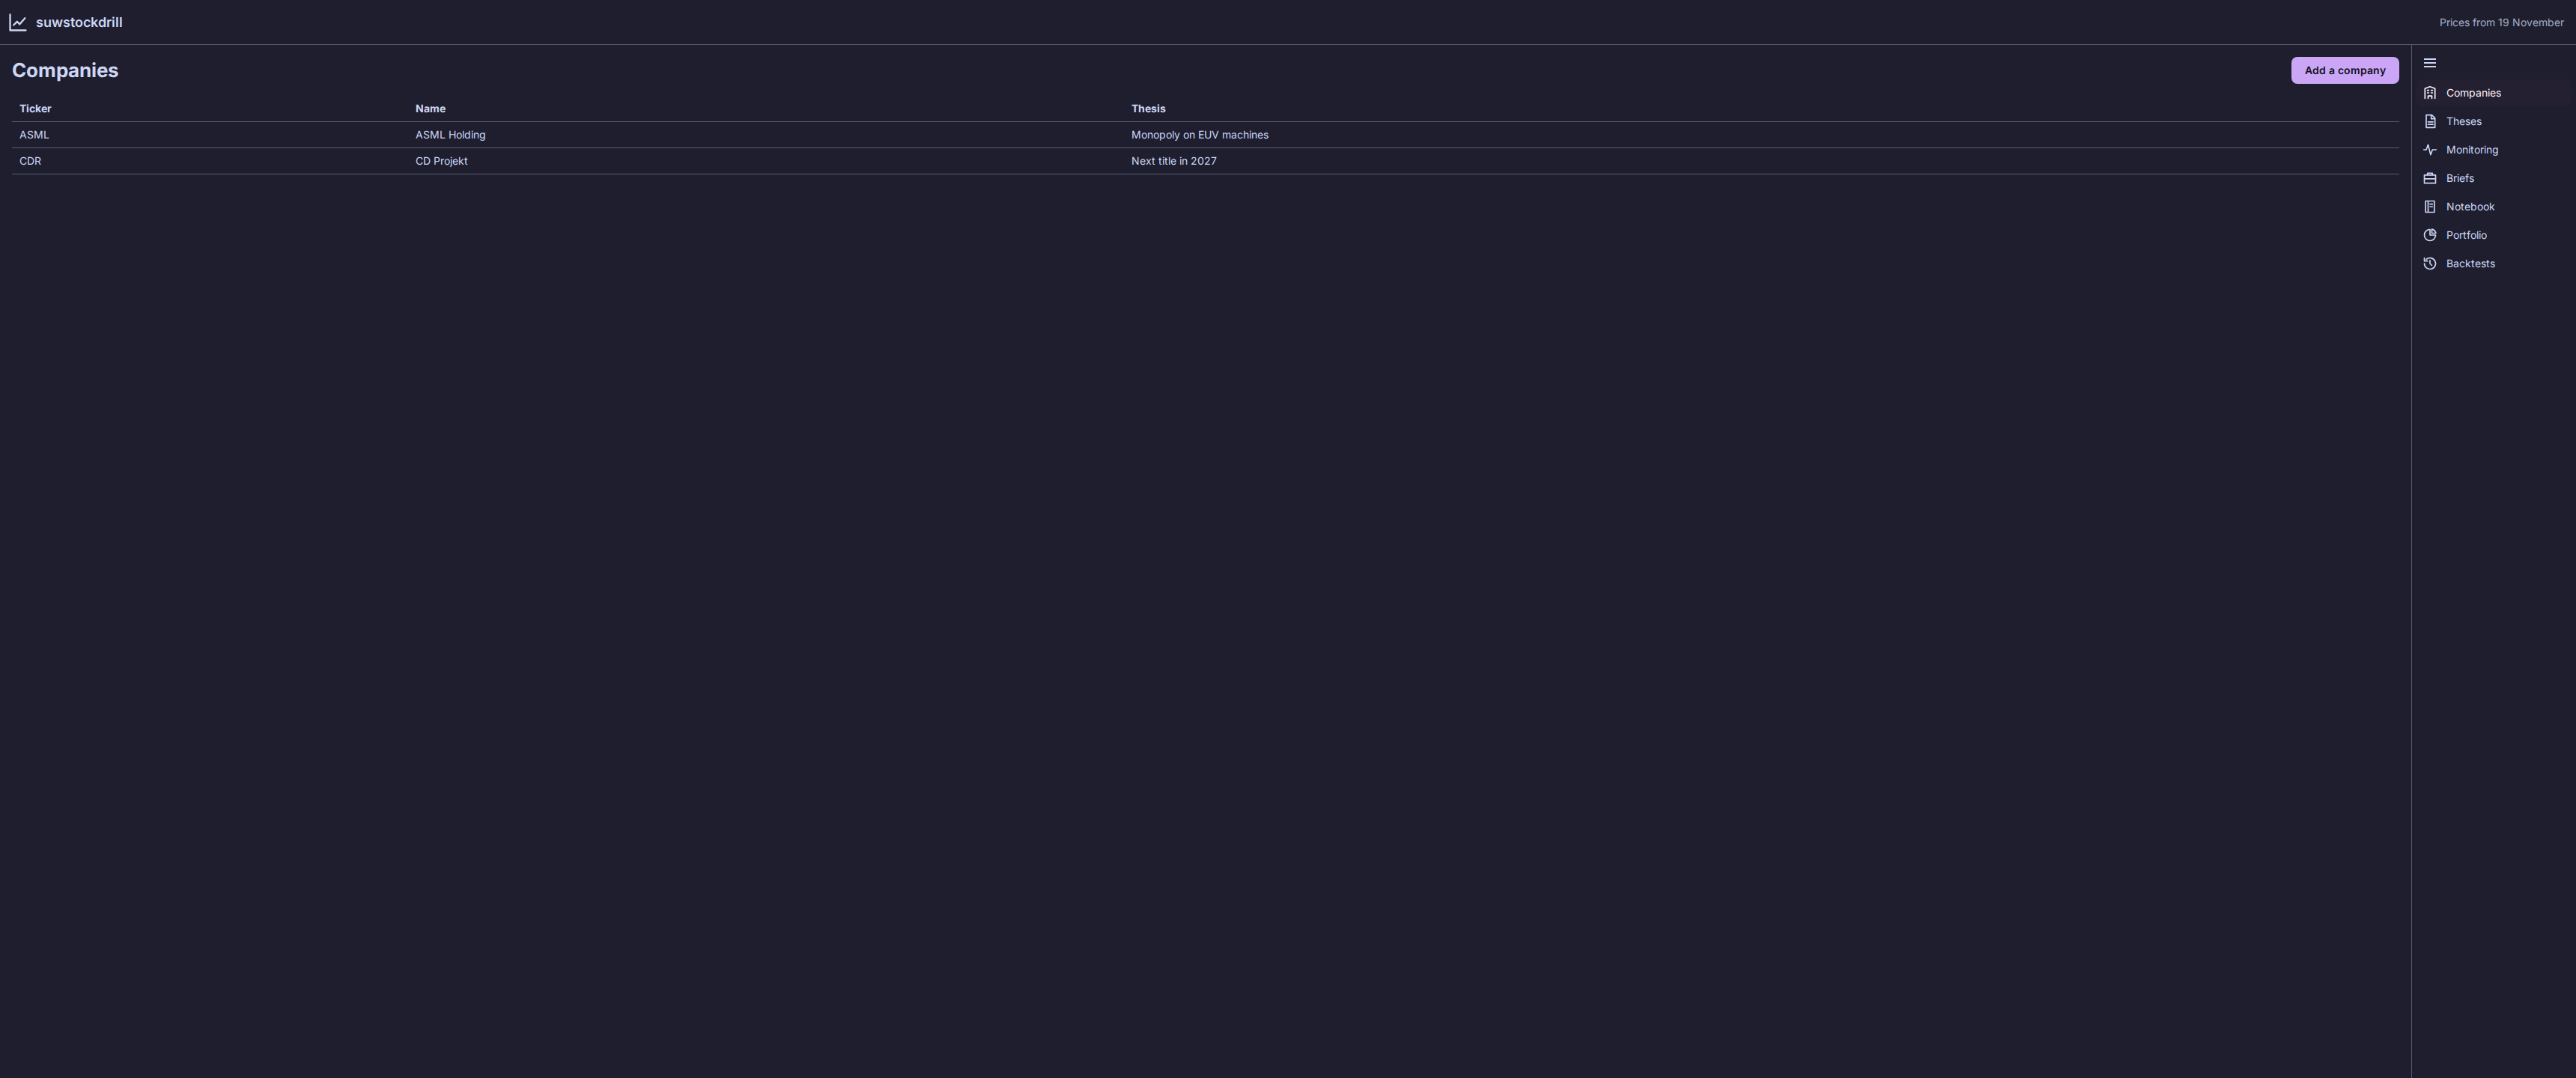 suwstockdrill
Prices from 19 November
Companies
Add a company
Ticker Name Thesis
ASML ASML Holding Monopoly on EUV machines
CDR CD Projekt Next title in 2027
Companies
Theses
Monitoring
Briefs
Notebook
Portfolio
Backtests